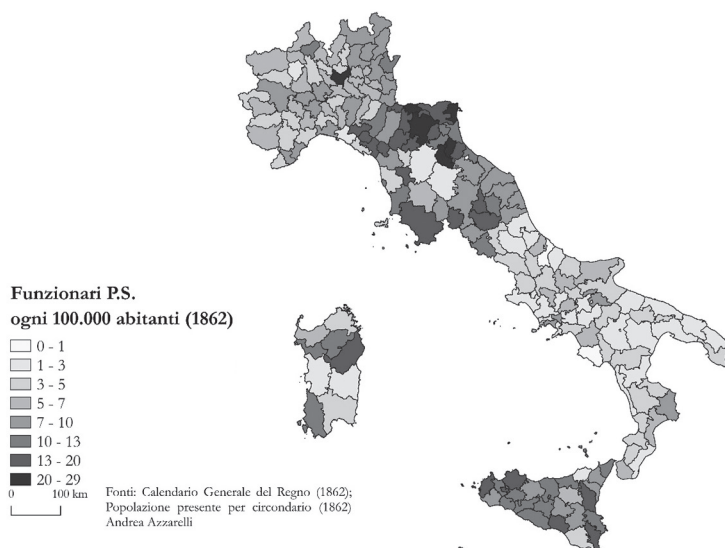 Funzionari P.S.
ogni 100.000 abitanti (1862)
0 - 1
1 - 3
3 - 5
5 - 7
7 - 10
10 - 13
13 - 20
20 - 29
0 100 km
Fonti: Calendario Generale del Regno (1862);
Popolazione presente per circondario (1862)
Andrea Azzarelli